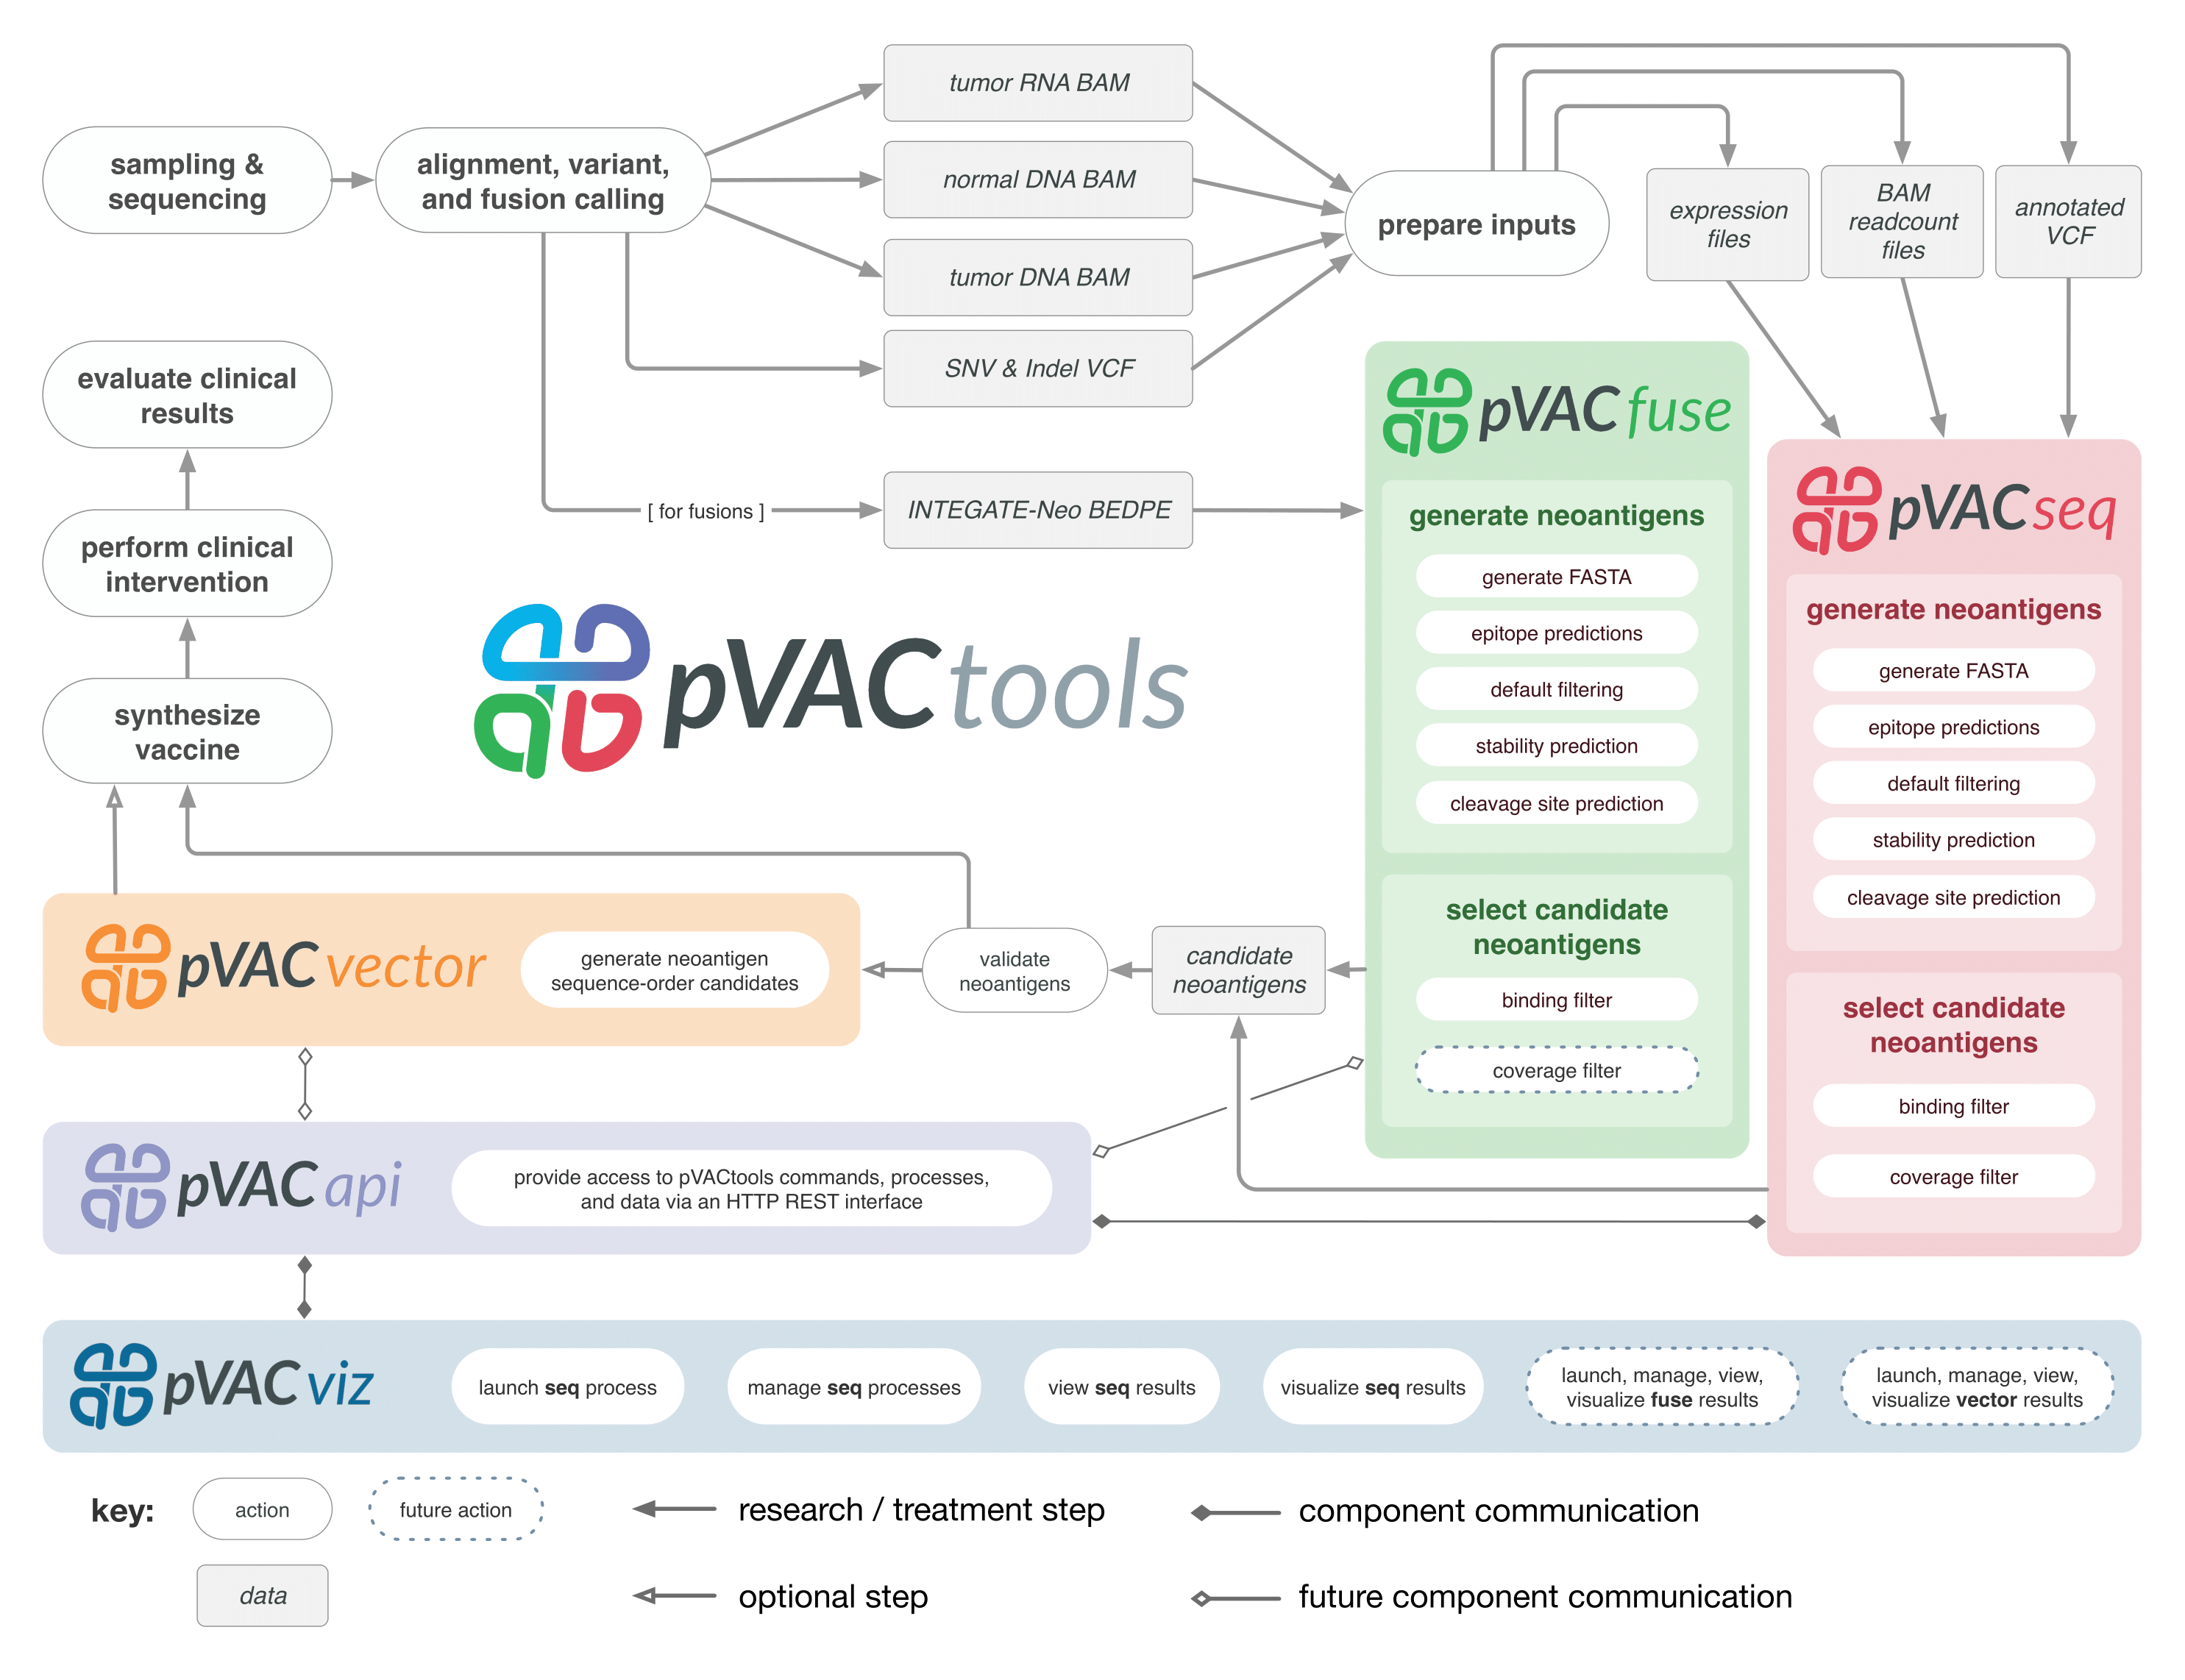 sampling &
sequencing
alignment, variant,
and fusion calling
tumor RNA BAM
normal DNA BAM
tumor DNA BAM
SNV & Indel VCF
[ for fusions ]
INTEGATE-Neo BEDPE
prepare inputs
expression
files
BAM
readcount
files
annotated
VCF
evaluate clinical
results
perform clinical
intervention
synthesize
vaccine
pVACtools
pVACfuse
generate neoantigens
generate FASTA
epitope predictions
default filtering
stability prediction
cleavage site prediction
select candidate
neoantigens
binding filter
coverage filter
pVACseq
generate neoantigens
generate FASTA
epitope predictions
default filtering
stability prediction
cleavage site prediction
select candidate
neoantigens
binding filter
coverage filter
pVACvector
generate neoantigen
sequence-order candidates
validate
neoantigens
candidate
neoantigens
pVACapi
provide access to pVACtools commands, processes,
and data via an HTTP REST interface
pVACviz
launch seq process
manage seq processes
view seq results
visualize seq results
launch, manage, view,
visualize fuse results
launch, manage, view,
visualize vector results
key:
action
future action
research / treatment step
component communication
data
optional step
future component communication